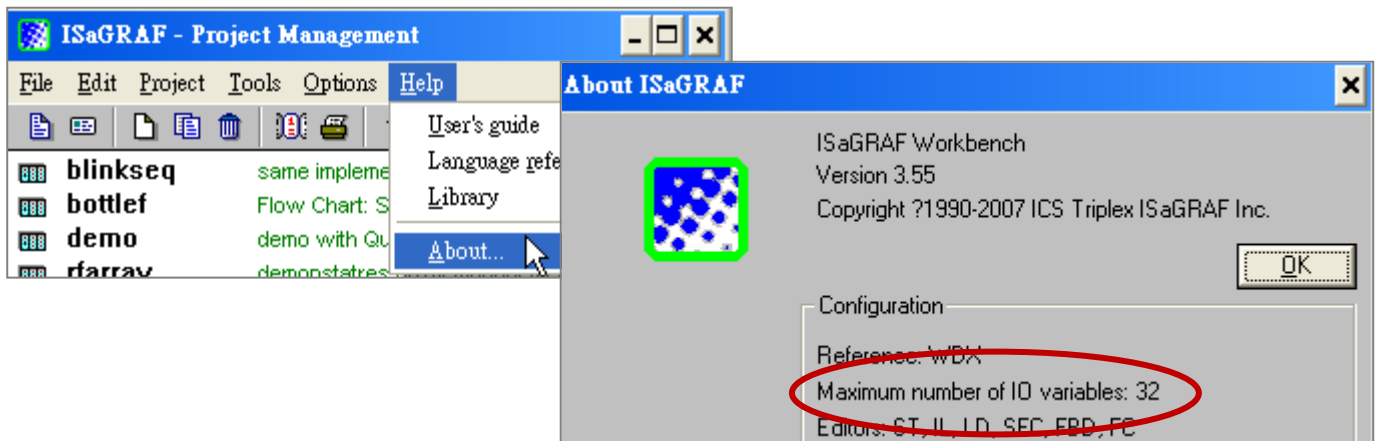 ISaGRAF - Project Management
File Edit Project Tools Options Help
User's guide
Language refe
Library
About...
blinkseq same impleme
bottlef Flow Chart: S
demo demo with Qu
rfarray demonstrates
About ISaGRAF
ISaGRAF Workbench
Version 3.55
Copyright ?1990-2007 ICS Triplex ISaGRAF Inc.
OK
Configuration
Reference: WDX
Maximum number of IO variables: 32
Editors: ST, IL, LD, SFC, FBD, FC